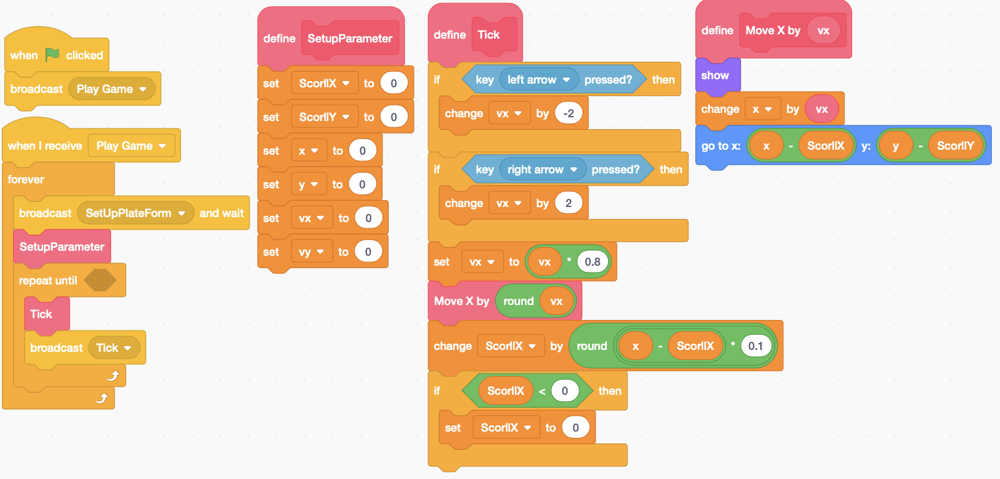 when clicked
broadcast Play Game
when I receive Play Game
forever
broadcast SetUpPlateForm and wait
SetupParameter
repeat until
Tick
broadcast Tick
define SetupParameter
set ScorllX to 0
set ScorllY to 0
set x to 0
set y to 0
set vx to 0
set vy to 0
define Tick
if key left arrow pressed? then
change vx by -2
if key right arrow pressed? then
change vx by 2
set vx to vx * 0.8
Move X by round vx
change ScorllX by round x - ScorllX * 0.1
if ScorllX < 0 then
set ScorllX to 0
define Move X by vx
show
change x by vx
go to x: x - ScorllX y: y - ScorllY